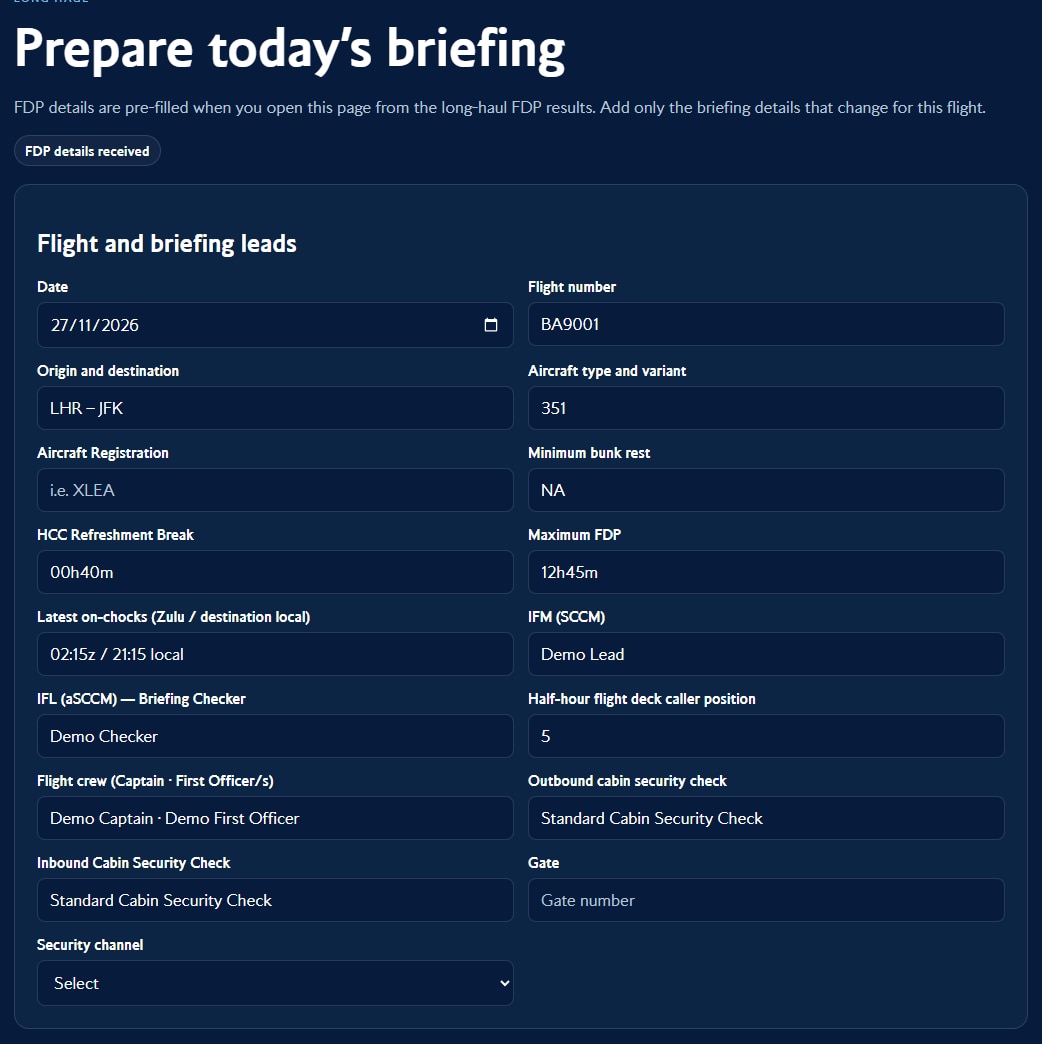 LONG HAUL
Prepare today's briefing
FDP details are pre-filled when you open this page from the long-haul FDP results. Add only the briefing details that change for this flight.
FDP details received
Flight and briefing leads
Date
27/11/2026
Flight number
BA9001
Origin and destination
LHR – JFK
Aircraft type and variant
351
Aircraft Registration
i.e. XLEA
Minimum bunk rest
NA
HCC Refreshment Break
00h40m
Maximum FDP
12h45m
Latest on-chocks (Zulu / destination local)
02:15z / 21:15 local
IFM (SCCM)
Demo Lead
IFL (aSCCM) — Briefing Checker
Demo Checker
Half-hour flight deck caller position
5
Flight crew (Captain · First Officer/s)
Demo Captain · Demo First Officer
Outbound cabin security check
Standard Cabin Security Check
Inbound Cabin Security Check
Standard Cabin Security Check
Gate
Gate number
Security channel
Select